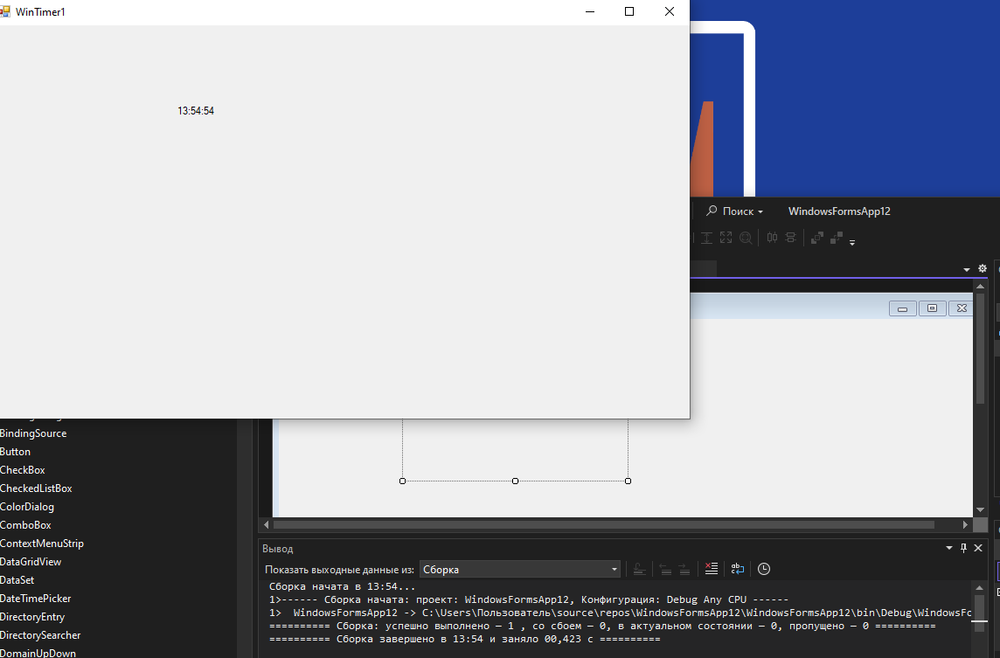 WinTimer1
13:54:54
Поиск
WindowsFormsApp12
BindingSource
Button
CheckBox
CheckedListBox
ColorDialog
ComboBox
ContextMenuStrip
DataGridView
DataSet
DateTimePicker
DirectoryEntry
DirectorySearcher
DomainUpDown
Вывод
Показать выходные данные из: Сборка
Сборка начата в 13:54...
1>------ Сборка начата: проект: WindowsFormsApp12, Конфигурация: Debug Any CPU ------
1>  WindowsFormsApp12 -> C:\Users\Пользователь\source\repos\WindowsFormsApp12\WindowsFormsApp12\bin\Debug\WindowsFc
========== Сборка: успешно выполнено – 1 , со сбоем – 0, в актуальном состоянии – 0, пропущено – 0 ==========
========== Сборка завершено в 13:54 и заняло 00,423 с ==========